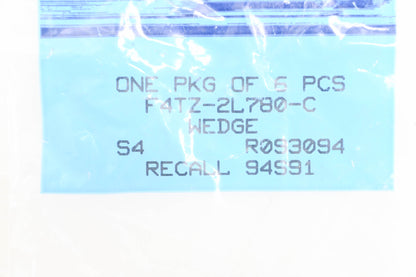 ONE PKG OF 6 PCS
F4TZ-2L780-C
WEDGE
S4 R093094
RECALL 94S91